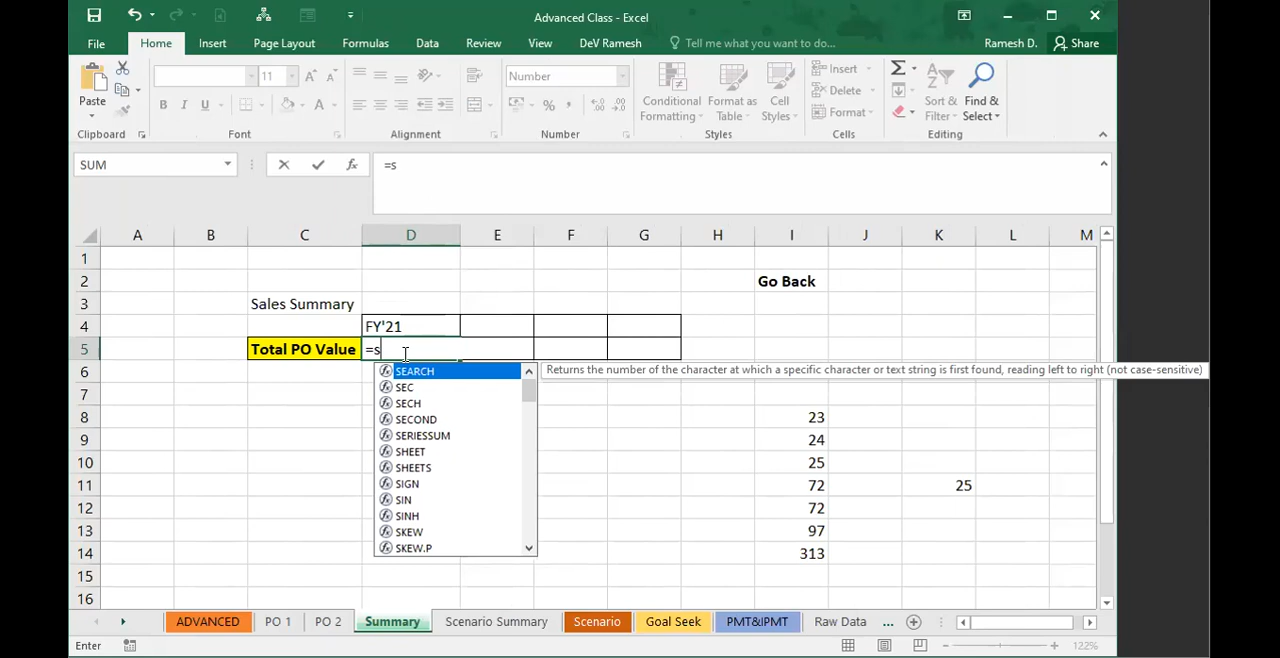 Advanced Class - Excel
File Home Insert Page Layout Formulas Data Review View DeV Ramesh Tell me what you want to do... Ramesh D. Share
11 Number
Paste
B I U A % ,
Conditional Formatting
Format as Table
Cell Styles
Insert
Delete
Format
Sort & Filter
Find & Select
Clipboard Font Alignment Number Styles Cells Editing
SUM fx =s
A B C D E F G H I J K L M
1
2 Go Back
3 Sales Summary
4 FY'21
5 Total PO Value =s
6
7
8 23
9 24
10 25
11 72 25
12 72
13 97
14 313
15
16
SEARCH
Returns the number of the character at which a specific character or text string is first found, reading left to right (not case-sensitive)
SEC
SECH
SECOND
SERIESSUM
SHEET
SHEETS
SIGN
SIN
SINH
SKEW
SKEW.P
ADVANCED PO 1 PO 2 Summary Scenario Summary Scenario Goal Seek PMT&IPMT Raw Data ...
Enter 122%